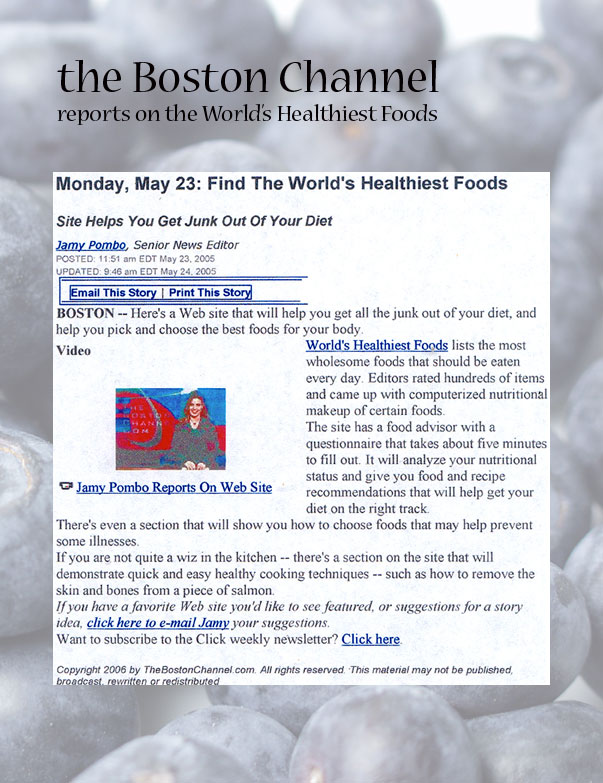 the Boston Channel
reports on the World's Healthiest Foods
Monday, May 23: Find The World's Healthiest Foods
Site Helps You Get Junk Out Of Your Diet
Jamy Pombo, Senior News Editor
POSTED: 11:51 am EDT May 23, 2005
UPDATED: 9:46 am EDT May 24, 2005
Email This Story | Print This Story
BOSTON -- Here's a Web site that will help you get all the junk out of your diet, and
help you pick and choose the best foods for your body.
Video
THE
BOSTON
CHANN
.COM
Jamy Pombo Reports On Web Site
World's Healthiest Foods lists the most
wholesome foods that should be eaten
every day. Editors rated hundreds of items
and came up with computerized nutritional
makeup of certain foods.
The site has a food advisor with a
questionnaire that takes about five minutes
to fill out. It will analyze your nutritional
status and give you food and recipe
recommendations that will help get your
diet on the right track.
There's even a section that will show you how to choose foods that may help prevent
some illnesses.
If you are not quite a wiz in the kitchen -- there's a section on the site that will
demonstrate quick and easy healthy cooking techniques -- such as how to remove the
skin and bones from a piece of salmon.
If you have a favorite Web site you'd like to see featured, or suggestions for a story
idea, click here to e-mail Jamy your suggestions.
Want to subscribe to the Click weekly newsletter? Click here.
Copyright 2006 by TheBostonChannel.com. All rights reserved. This material may not be published,
broadcast, rewritten or redistributed